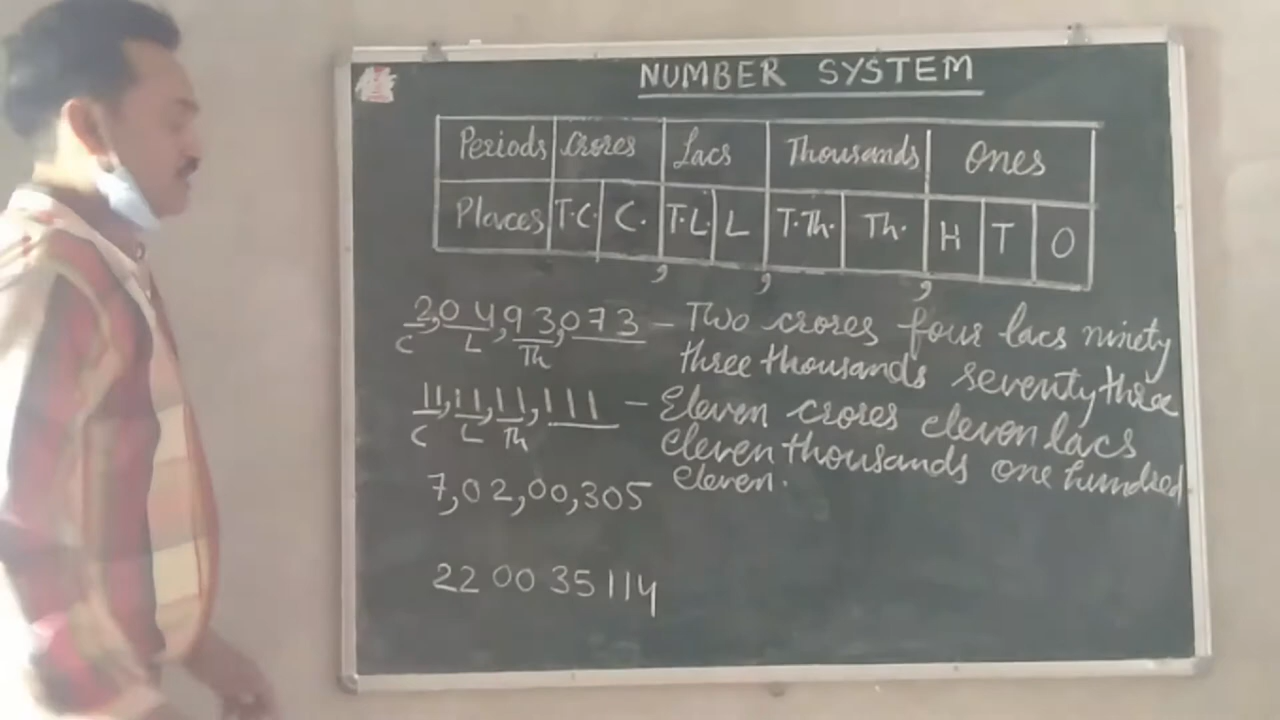 NUMBER SYSTEM
Periods Crores Lacs Thousands Ones
Places T.C. C. T.L. L T.Th. Th. H T O
, , ,
2,04,93,073 - Two crores four lacs ninety
C L Th
three thousands seventy three
11,11,11,111 - Eleven crores eleven lacs
C L Th
eleven thousands one hundred
eleven.
7,02,00,305
22 00 35 114